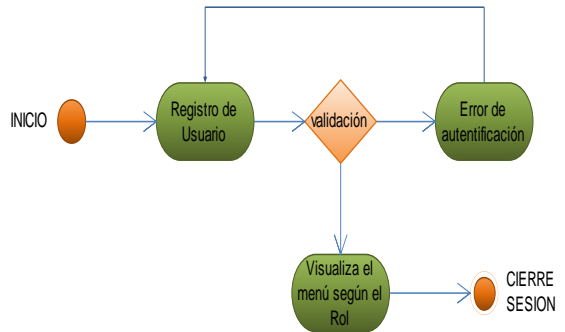 INICIO
Registro de
Usuario
validación
Error de
autentificación
Visualiza el
menú según el
Rol
CIERRE
SESION